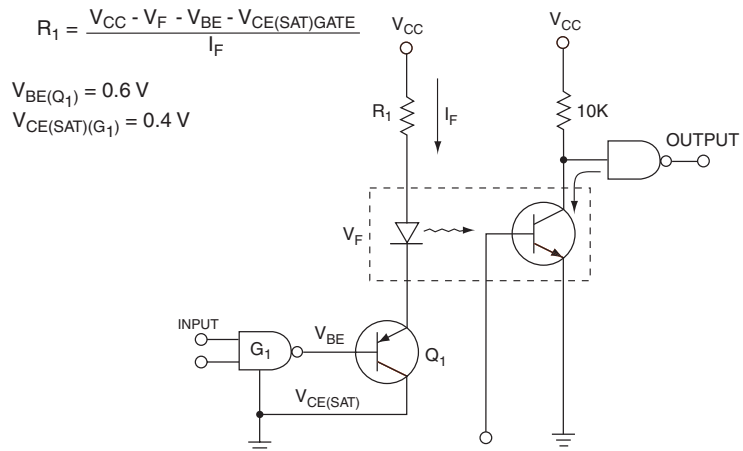 R1 = VCC - VF - VBE - VCE(SAT)GATE
IF
VBE(Q1) = 0.6 V
VCE(SAT)(G1) = 0.4 V
VCC
VCC
R1
IF
10K
OUTPUT
VF
INPUT
G1
VBE
Q1
VCE(SAT)